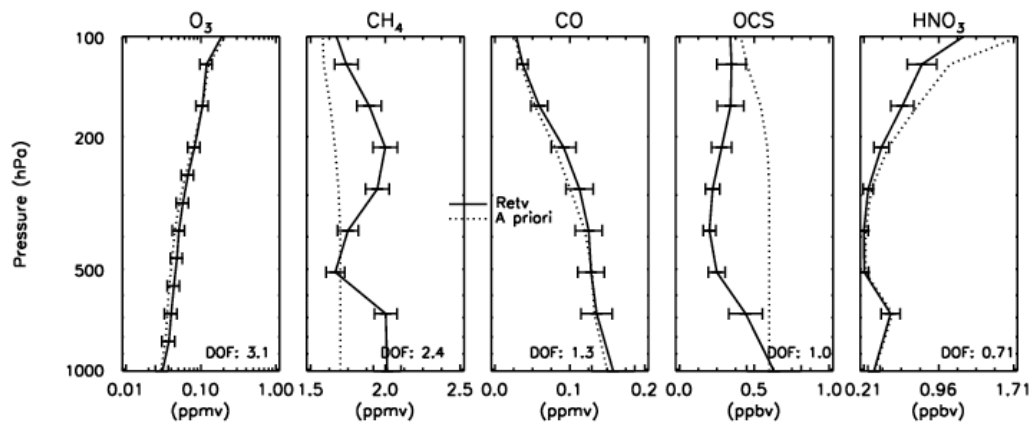 O₃
CH₄
CO
OCS
HNO₃
Pressure (hPa)
100
200
500
1000
Retv
A priori
DOF: 3.1
DOF: 2.4
DOF: 1.3
DOF: 1.0
DOF: 0.71
0.01 0.10 1.00
1.5 2.0 2.5
0.0 0.1 0.2
0.0 0.5 1.0
0.21 0.96 1.71
(ppmv)
(ppmv)
(ppmv)
(ppbv)
(ppbv)